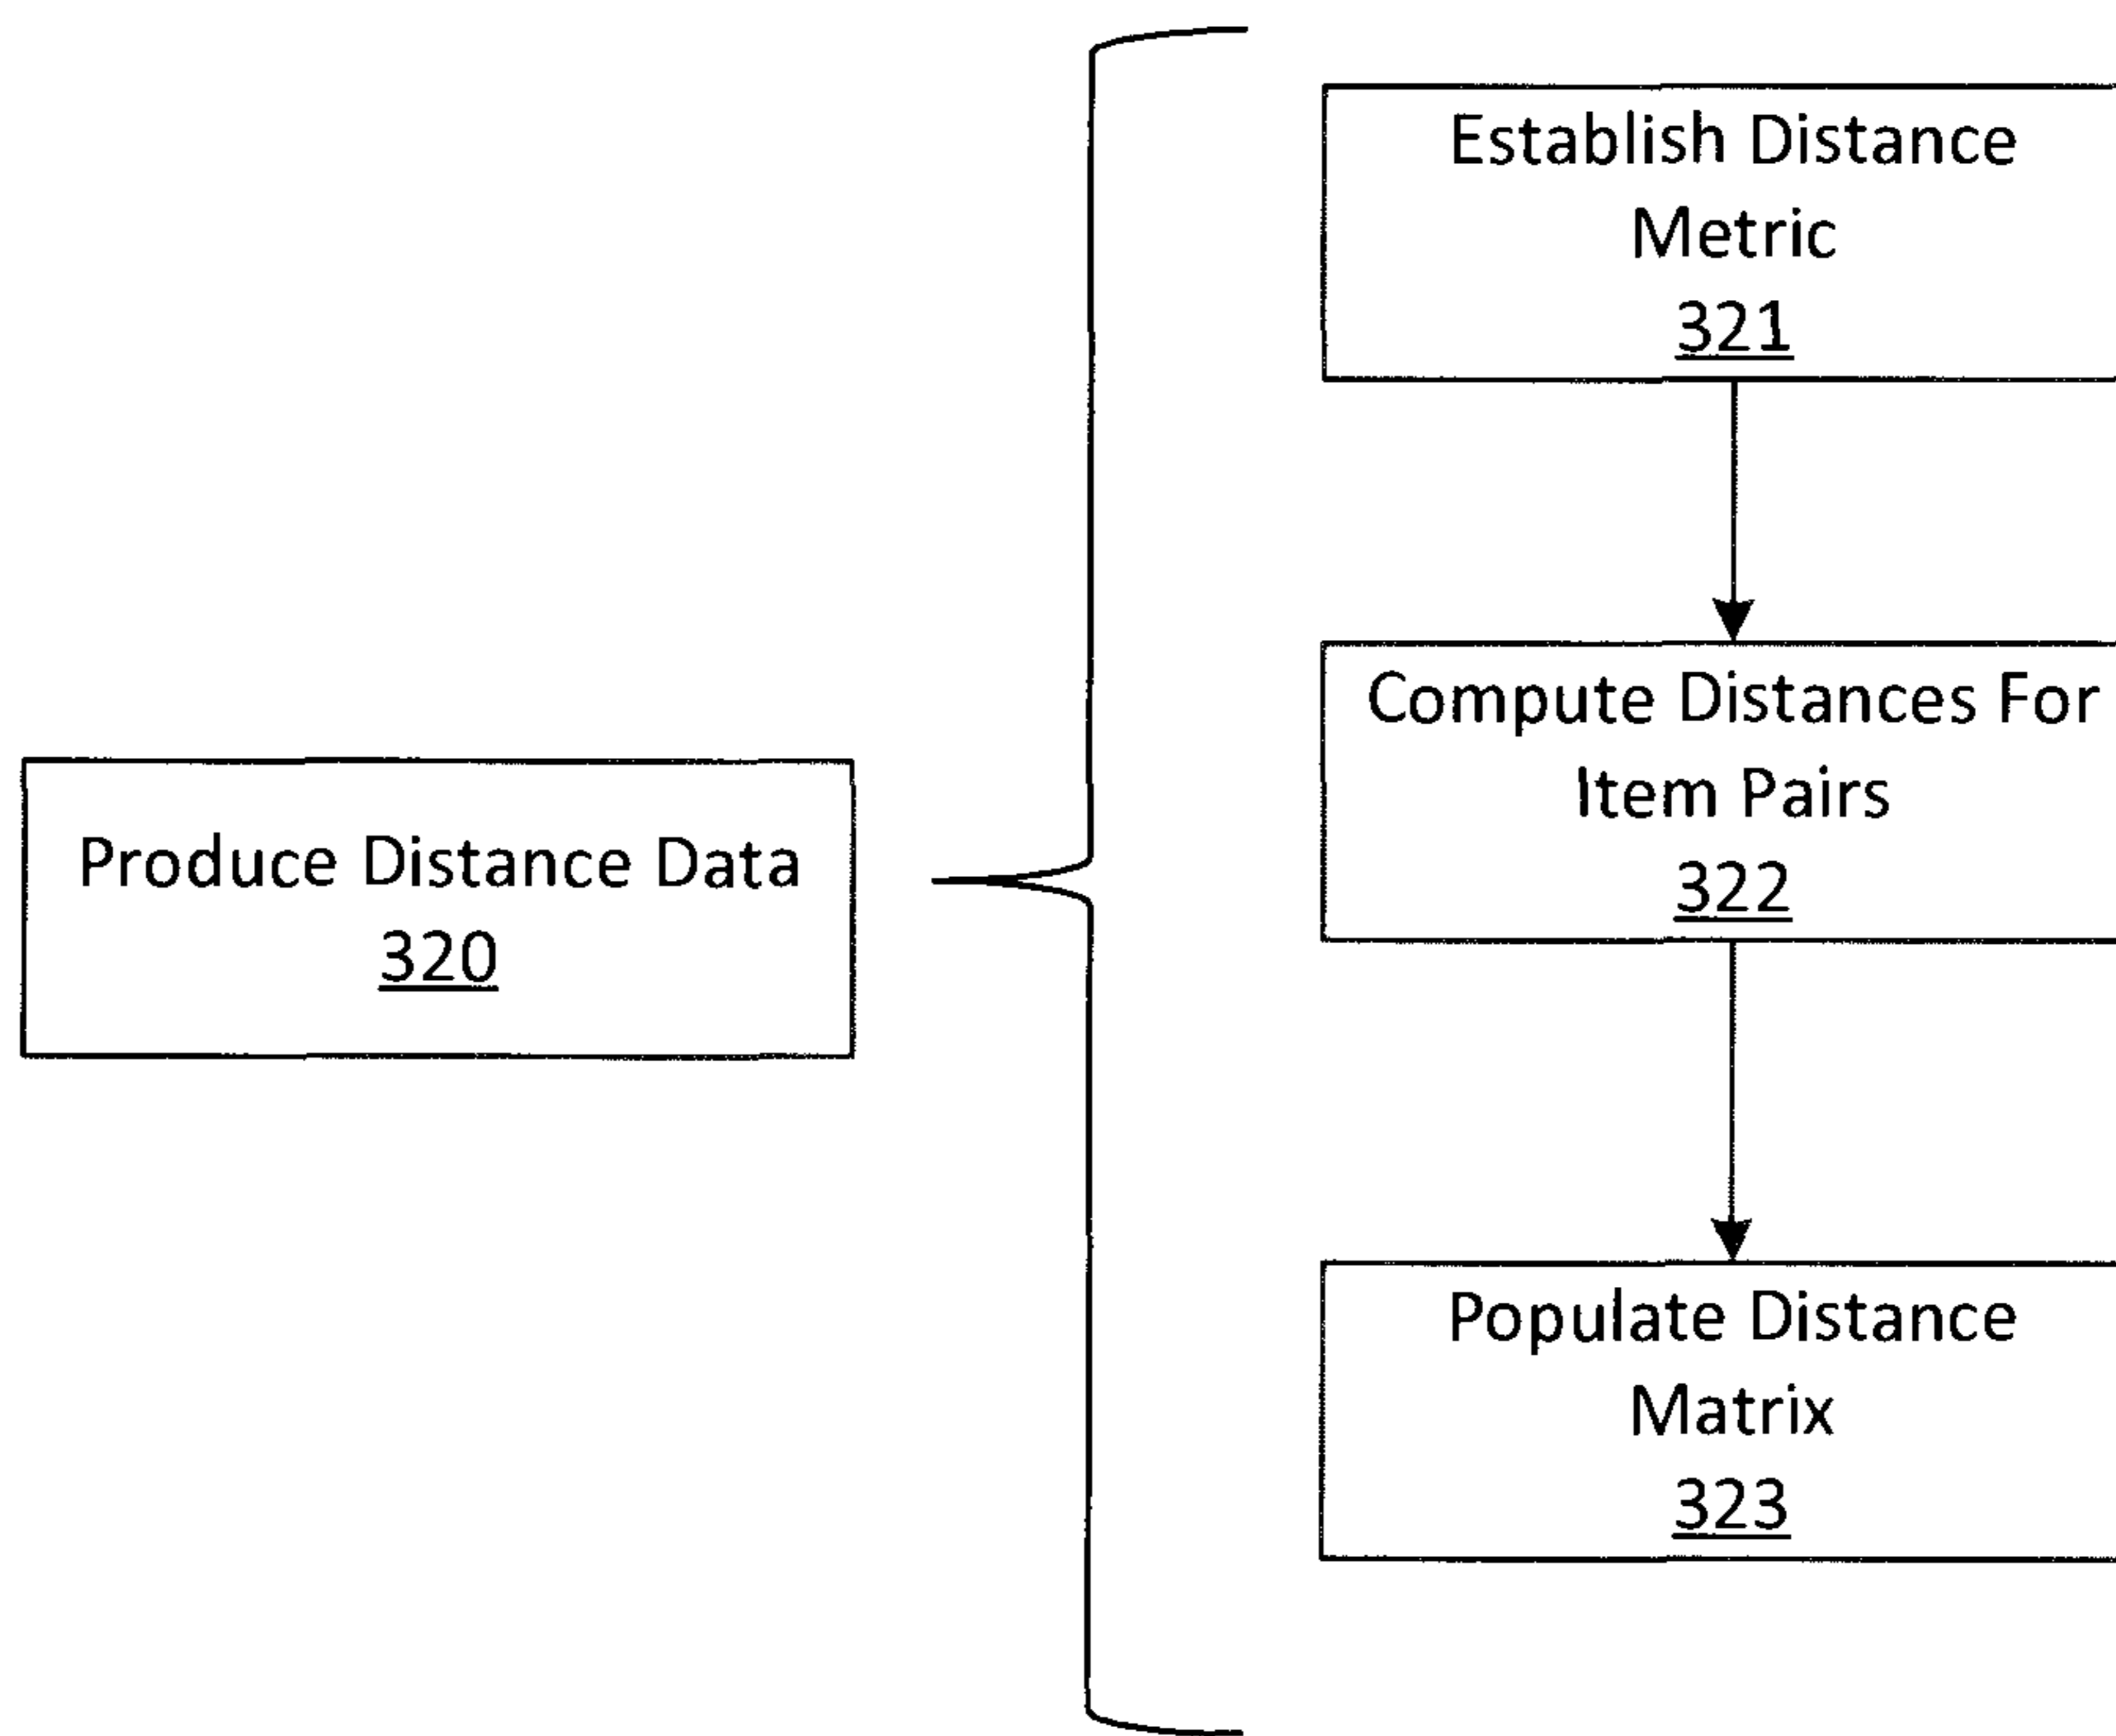 Produce Distance Data
320
Establish Distance
Metric
321
Compute Distances For
Item Pairs
322
Populate Distance
Matrix
323